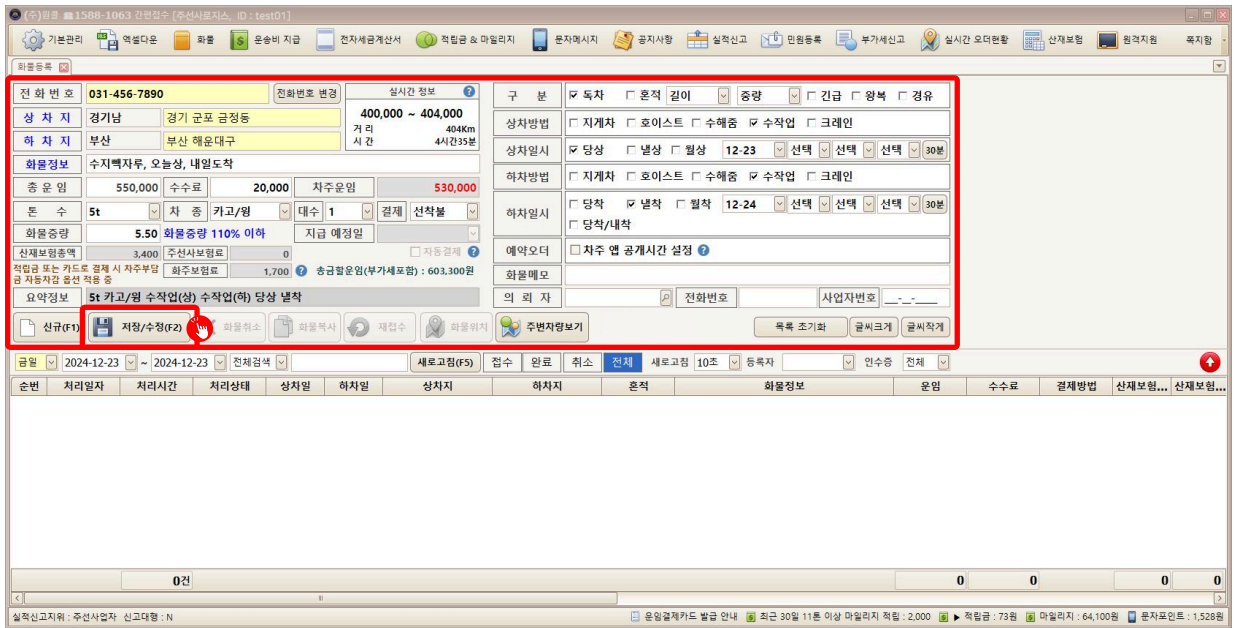 (주)원콜 ☎1588-1063 간편접수 [주선사로지스, ID : test01]
기본관리 엑셀다운 화물 운송비 지급 전자세금계산서 적립금 & 마일리지 문자메시지 공지사항 실적신고 민원등록 부가세신고 실시간 오더현황 산재보험 원격지원 쪽지함
화물등록
전 화 번 호 031-456-7890 전화번호 변경 실시간 정보
400,000 ~ 404,000
거 리 404Km
시 간 4시간35분
상 차 지 경기남 경기 군포 금정동
하 차 지 부산 부산 해운대구
화물정보 수지빽자루, 오늘상, 내일도착
총 운 임 550,000 수수료 20,000 차주운임 530,000
톤 수 5t 차 종 카고/윙 대수 1 결제 선착불
화물중량 5.50 화물중량 110% 이하 지급 예정일
산재보험총액 3,400 주선사보험료 0 자동결제
적립금 또는 카드로 결제 시 차주부담
금 자동차감 옵션 적용 중
화주보험료 1,700 송금할운임(부가세포함) : 603,300원
요약정보 5t 카고/윙 수작업(상) 수작업(하) 당상 낼착
구 분 독차 혼적 길이 중량 긴급 왕복 경유
상차방법 지게차 호이스트 수해줌 수작업 크레인
상차일시 당상 낼상 월상 12-23 선택 선택 선택 30분
하차방법 지게차 호이스트 수해줌 수작업 크레인
하차일시 당착 낼착 월착 12-24 선택 선택 선택 30분
당착/내착
예약오더 차주 앱 공개시간 설정
화물메모
의 뢰 자 전화번호 사업자번호 __-_-____
신규(F1) 저장/수정(F2) 화물취소 화물복사 재접수 화물위치 주변차량보기 목록 초기화 글씨크게 글씨작게
금일 2024-12-23 ~ 2024-12-23 전체검색 새로고침(F5) 접수 완료 취소 전체 새로고침 10초 등록자 인수증 전체
순번 처리일자 처리시간 처리상태 상차일 하차일 상차지 하차지 혼적 화물정보 운임 수수료 결제방법 산재보험... 산재보험...
0건 0 0 0 0
실적신고지위 : 주선사업자 신고대행 : N 운임결제카드 발급 안내 최근 30일 11톤 이상 마일리지 적립 : 2,000 ▶ 적립금 : 73원 마일리지 : 64,100원 문자포인트 : 1,528원